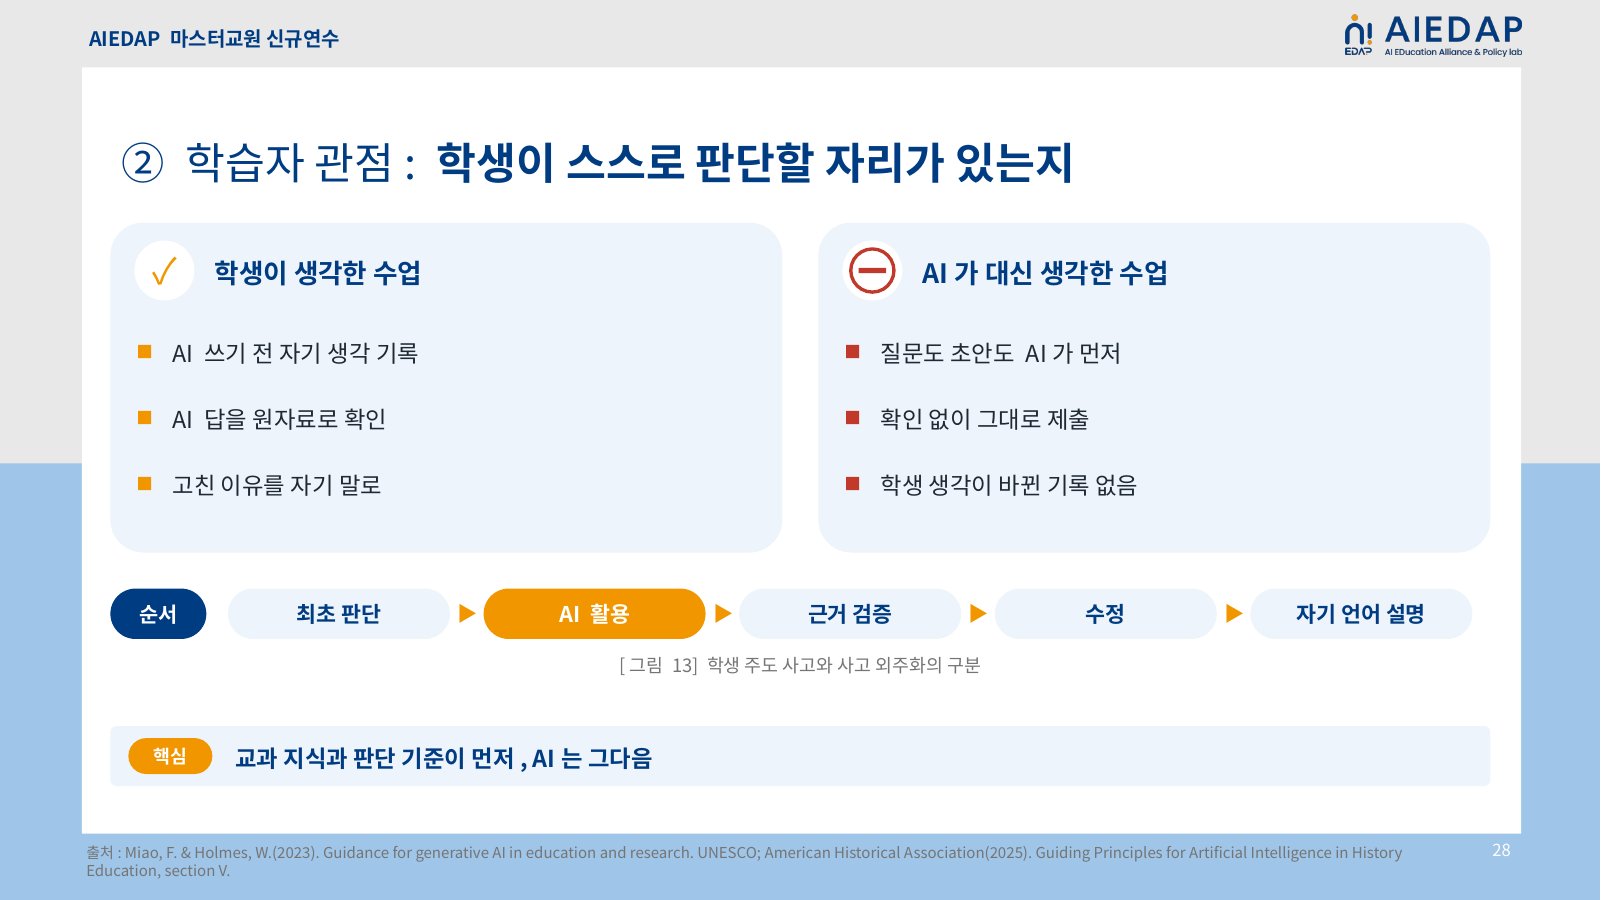 AIEDAP 마스터교원 신규연수
EDAP
AIEDAP
AI EDucation Alliance & Policy lab
② 학습자 관점 : 학생이 스스로 판단할 자리가 있는지
학생이 생각한 수업
AI 쓰기 전 자기 생각 기록
AI 답을 원자료로 확인
고친 이유를 자기 말로
AI 가 대신 생각한 수업
질문도 초안도 AI 가 먼저
확인 없이 그대로 제출
학생 생각이 바뀐 기록 없음
순서 최초 판단 ▶ AI 활용 ▶ 근거 검증 ▶ 수정 ▶ 자기 언어 설명
[ 그림 13] 학생 주도 사고와 사고 외주화의 구분
핵심 교과 지식과 판단 기준이 먼저 , AI 는 그다음
출처 : Miao, F. & Holmes, W.(2023). Guidance for generative AI in education and research. UNESCO; American Historical Association(2025). Guiding Principles for Artificial Intelligence in History
Education, section V.
28